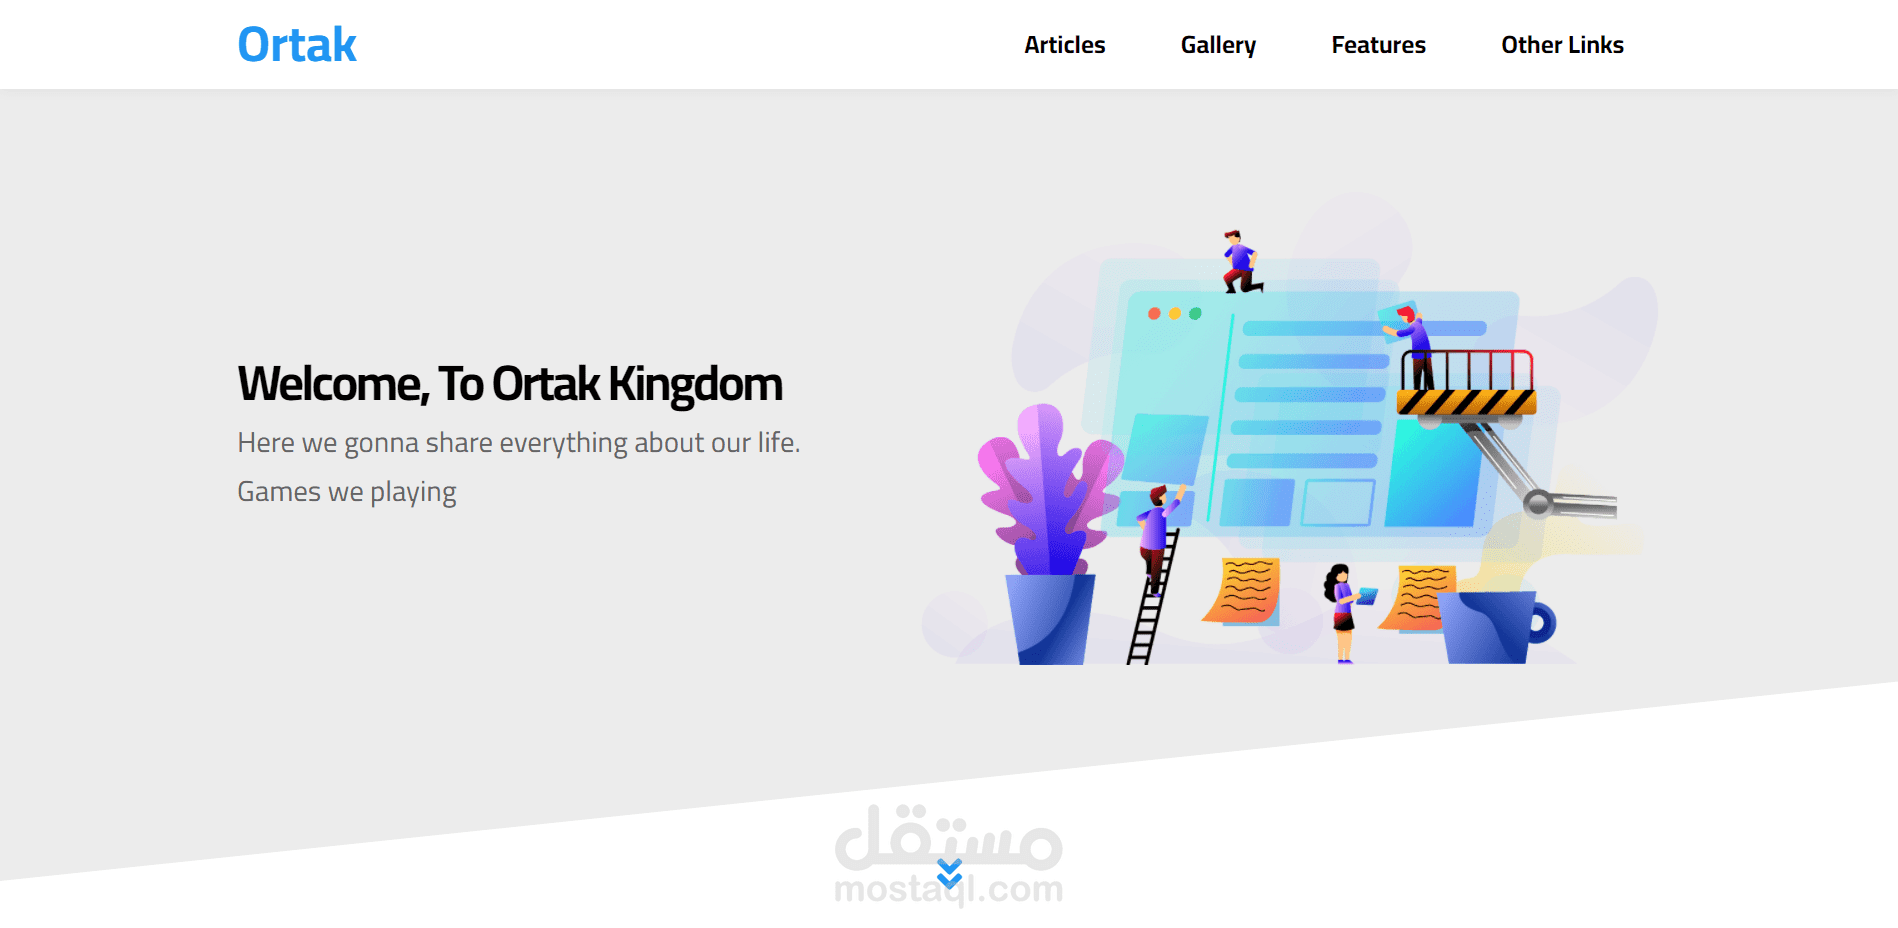 Ortak
Articles
Gallery
Features
Other Links
Welcome, To Ortak Kingdom
Here we gonna share everything about our life.
Games we playing
مستقل
mostaql.com